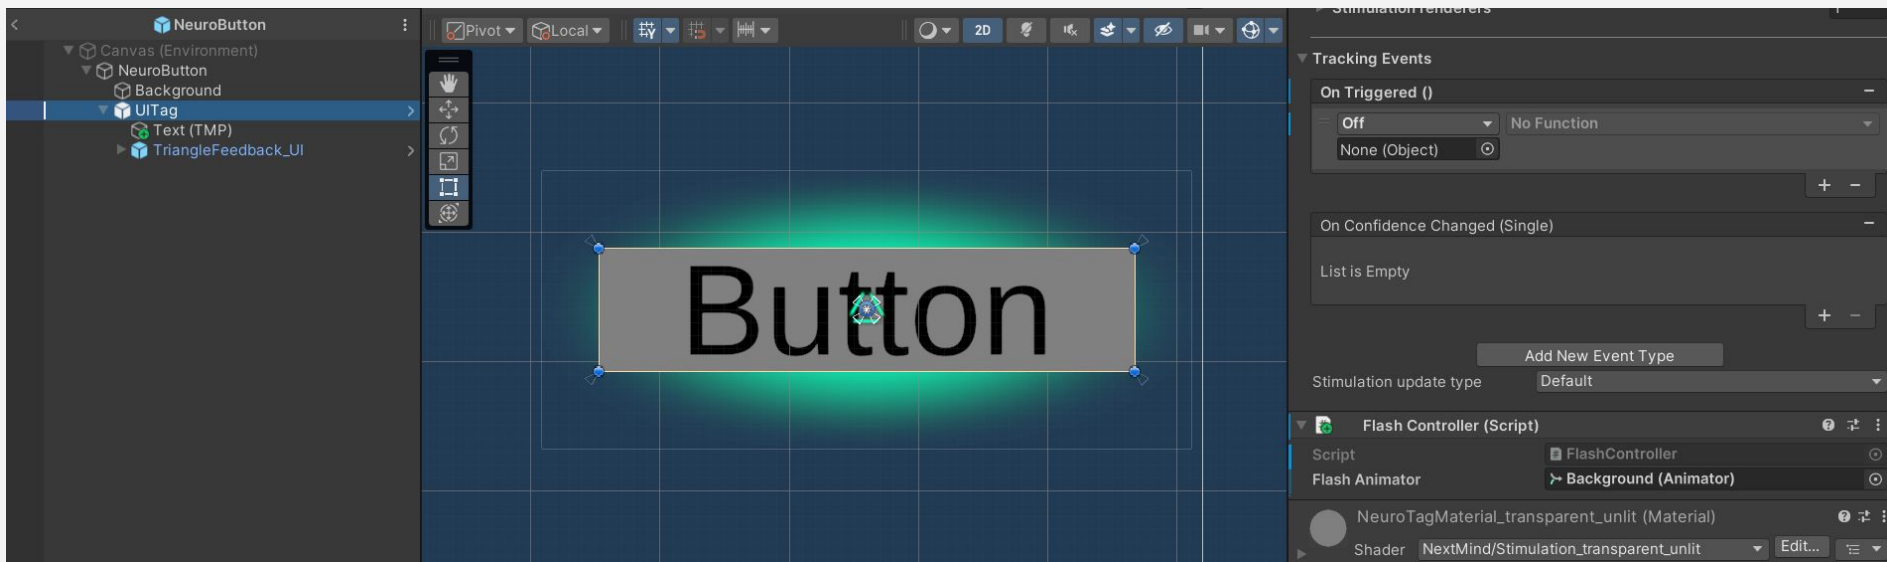 NeuroButton
Canvas (Environment)
NeuroButton
Background
UITag
Text (TMP)
TriangleFeedback_UI
Pivot
Local
2D
Button
Stimulation renderers
Tracking Events
On Triggered ()
Off
No Function
None (Object)
On Confidence Changed (Single)
List is Empty
Add New Event Type
Stimulation update type
Default
Flash Controller (Script)
Script
FlashController
Flash Animator
Background (Animator)
NeuroTagMaterial_transparent_unlit (Material)
Shader
NextMind/Stimulation_transparent_unlit
Edit...